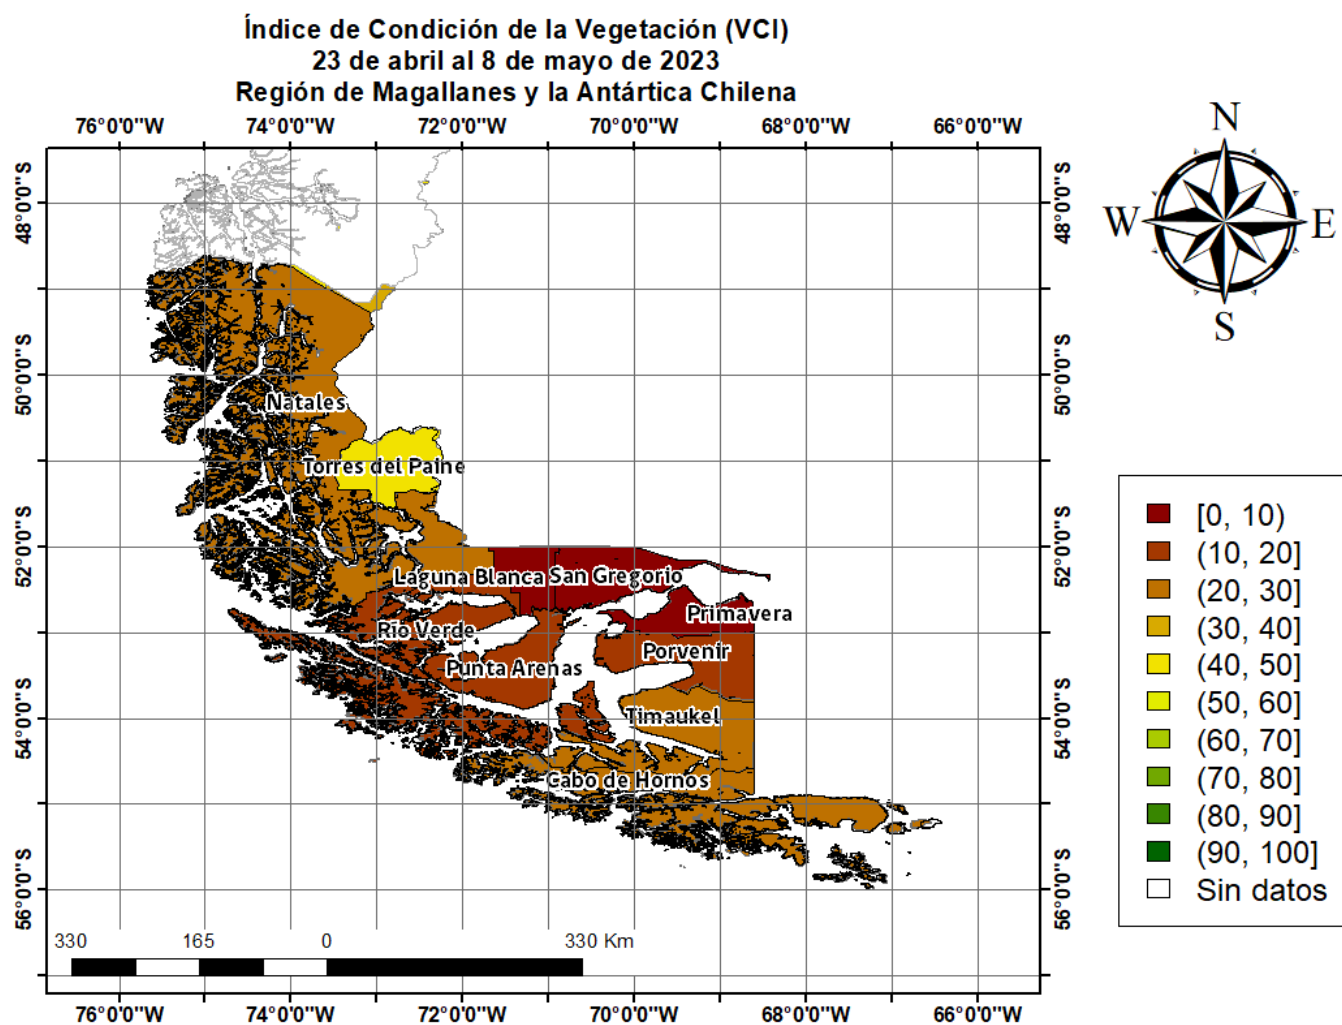 Índice de Condición de la Vegetación (VCI)
23 de abril al 8 de mayo de 2023
Región de Magallanes y la Antártica Chilena
76°0'0"W 74°0'0"W 72°0'0"W 70°0'0"W 68°0'0"W 66°0'0"W
48°0'0"S 48°0'0"S
50°0'0"S 50°0'0"S
52°0'0"S 52°0'0"S
54°0'0"S 54°0'0"S
56°0'0"S 56°0'0"S
Natales
Torres del Paine
Laguna Blanca San Gregorio
Primavera
Río Verde
Porvenir
Punta Arenas
Timaukel
Cabo de Hornos
330 165 0 330 Km
76°0'0"W 74°0'0"W 72°0'0"W 70°0'0"W 68°0'0"W 66°0'0"W
N
W E
S
[0, 10)
(10, 20]
(20, 30]
(30, 40]
(40, 50]
(50, 60]
(60, 70]
(70, 80]
(80, 90]
(90, 100]
Sin datos